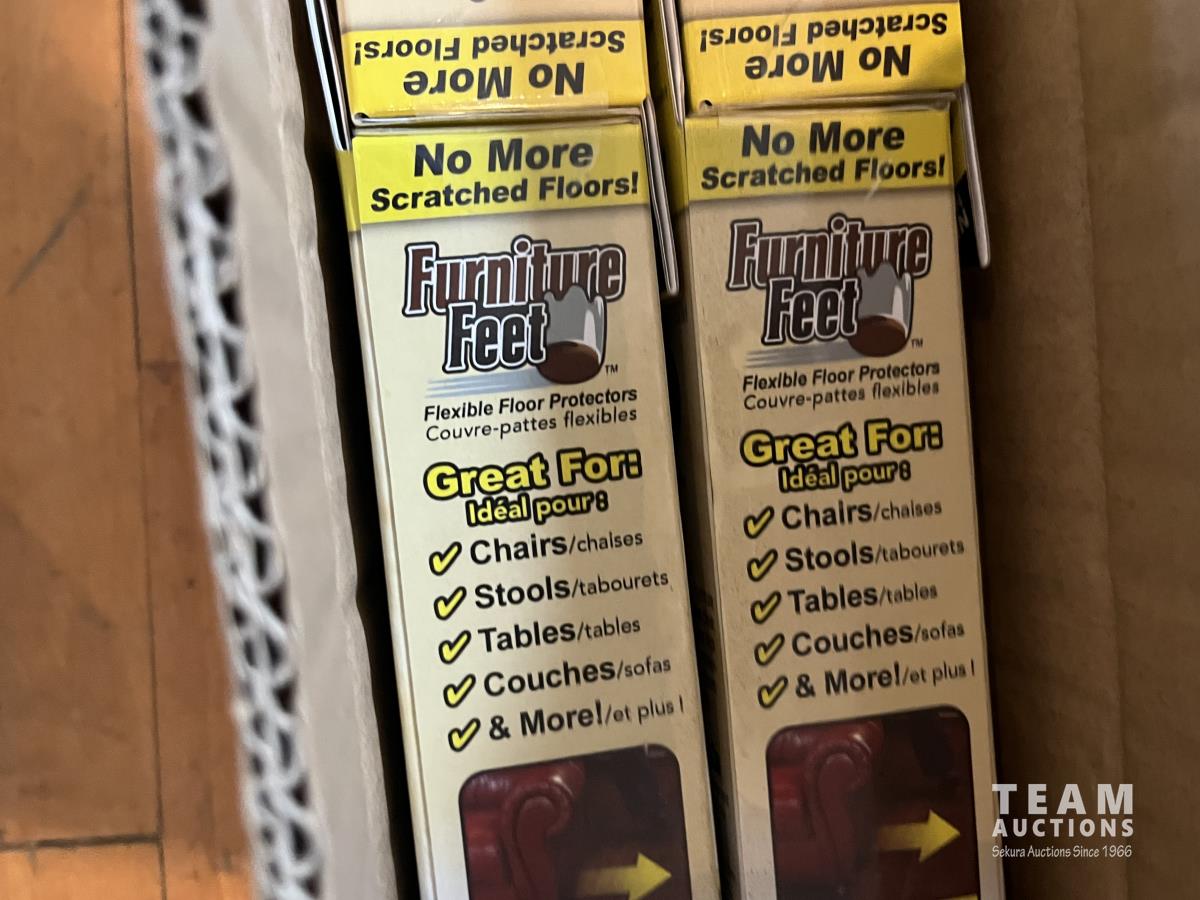 No More
Scratched Floors!
No More
Scratched Floors!
Furniture
Feet™
Flexible Floor Protectors
Couvre-pattes flexibles
Great For:
Idéal pour :
Chairs/chaises
Stools/tabourets
Tables/tables
Couches/sofas
& More!/et plus !
No More
Scratched Floors!
No More
Scratched Floors!
Furniture
Feet™
Flexible Floor Protectors
Couvre-pattes flexibles
Great For:
Idéal pour :
Chairs/chaises
Stools/tabourets
Tables/tables
Couches/sofas
& More!/et plus !
TEAM
AUCTIONS
Sekura Auctions Since 1966